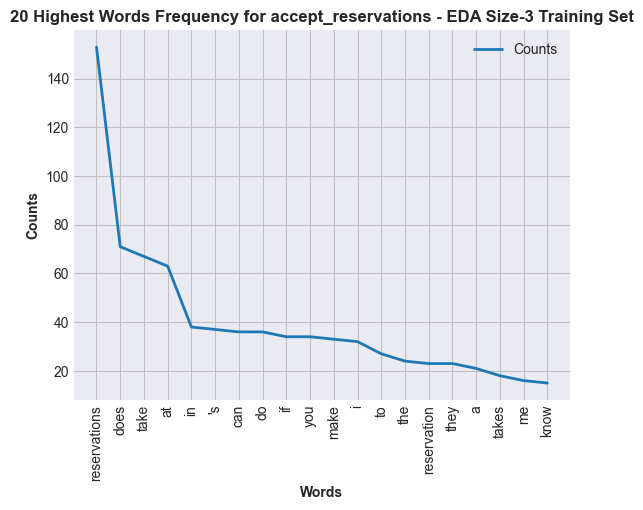 20 Highest Words Frequency for accept_reservations - EDA Size-3 Training Set
Counts
140
120
100
80
60
40
20
Counts
reservations
does
take
at
in
's
can
do
if
you
make
i
to
the
reservation
they
a
takes
me
know
Words